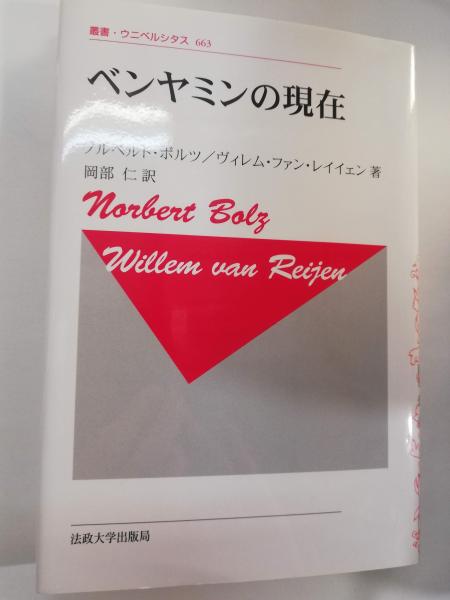 叢書・ウニベルシタス 663
ベンヤミンの現在
ノルベルト・ボルツ/ヴィレム・ファン・レイイェン 著
岡部 仁 訳
Norbert Bolz
Willem van Reijen
法政大学出版局